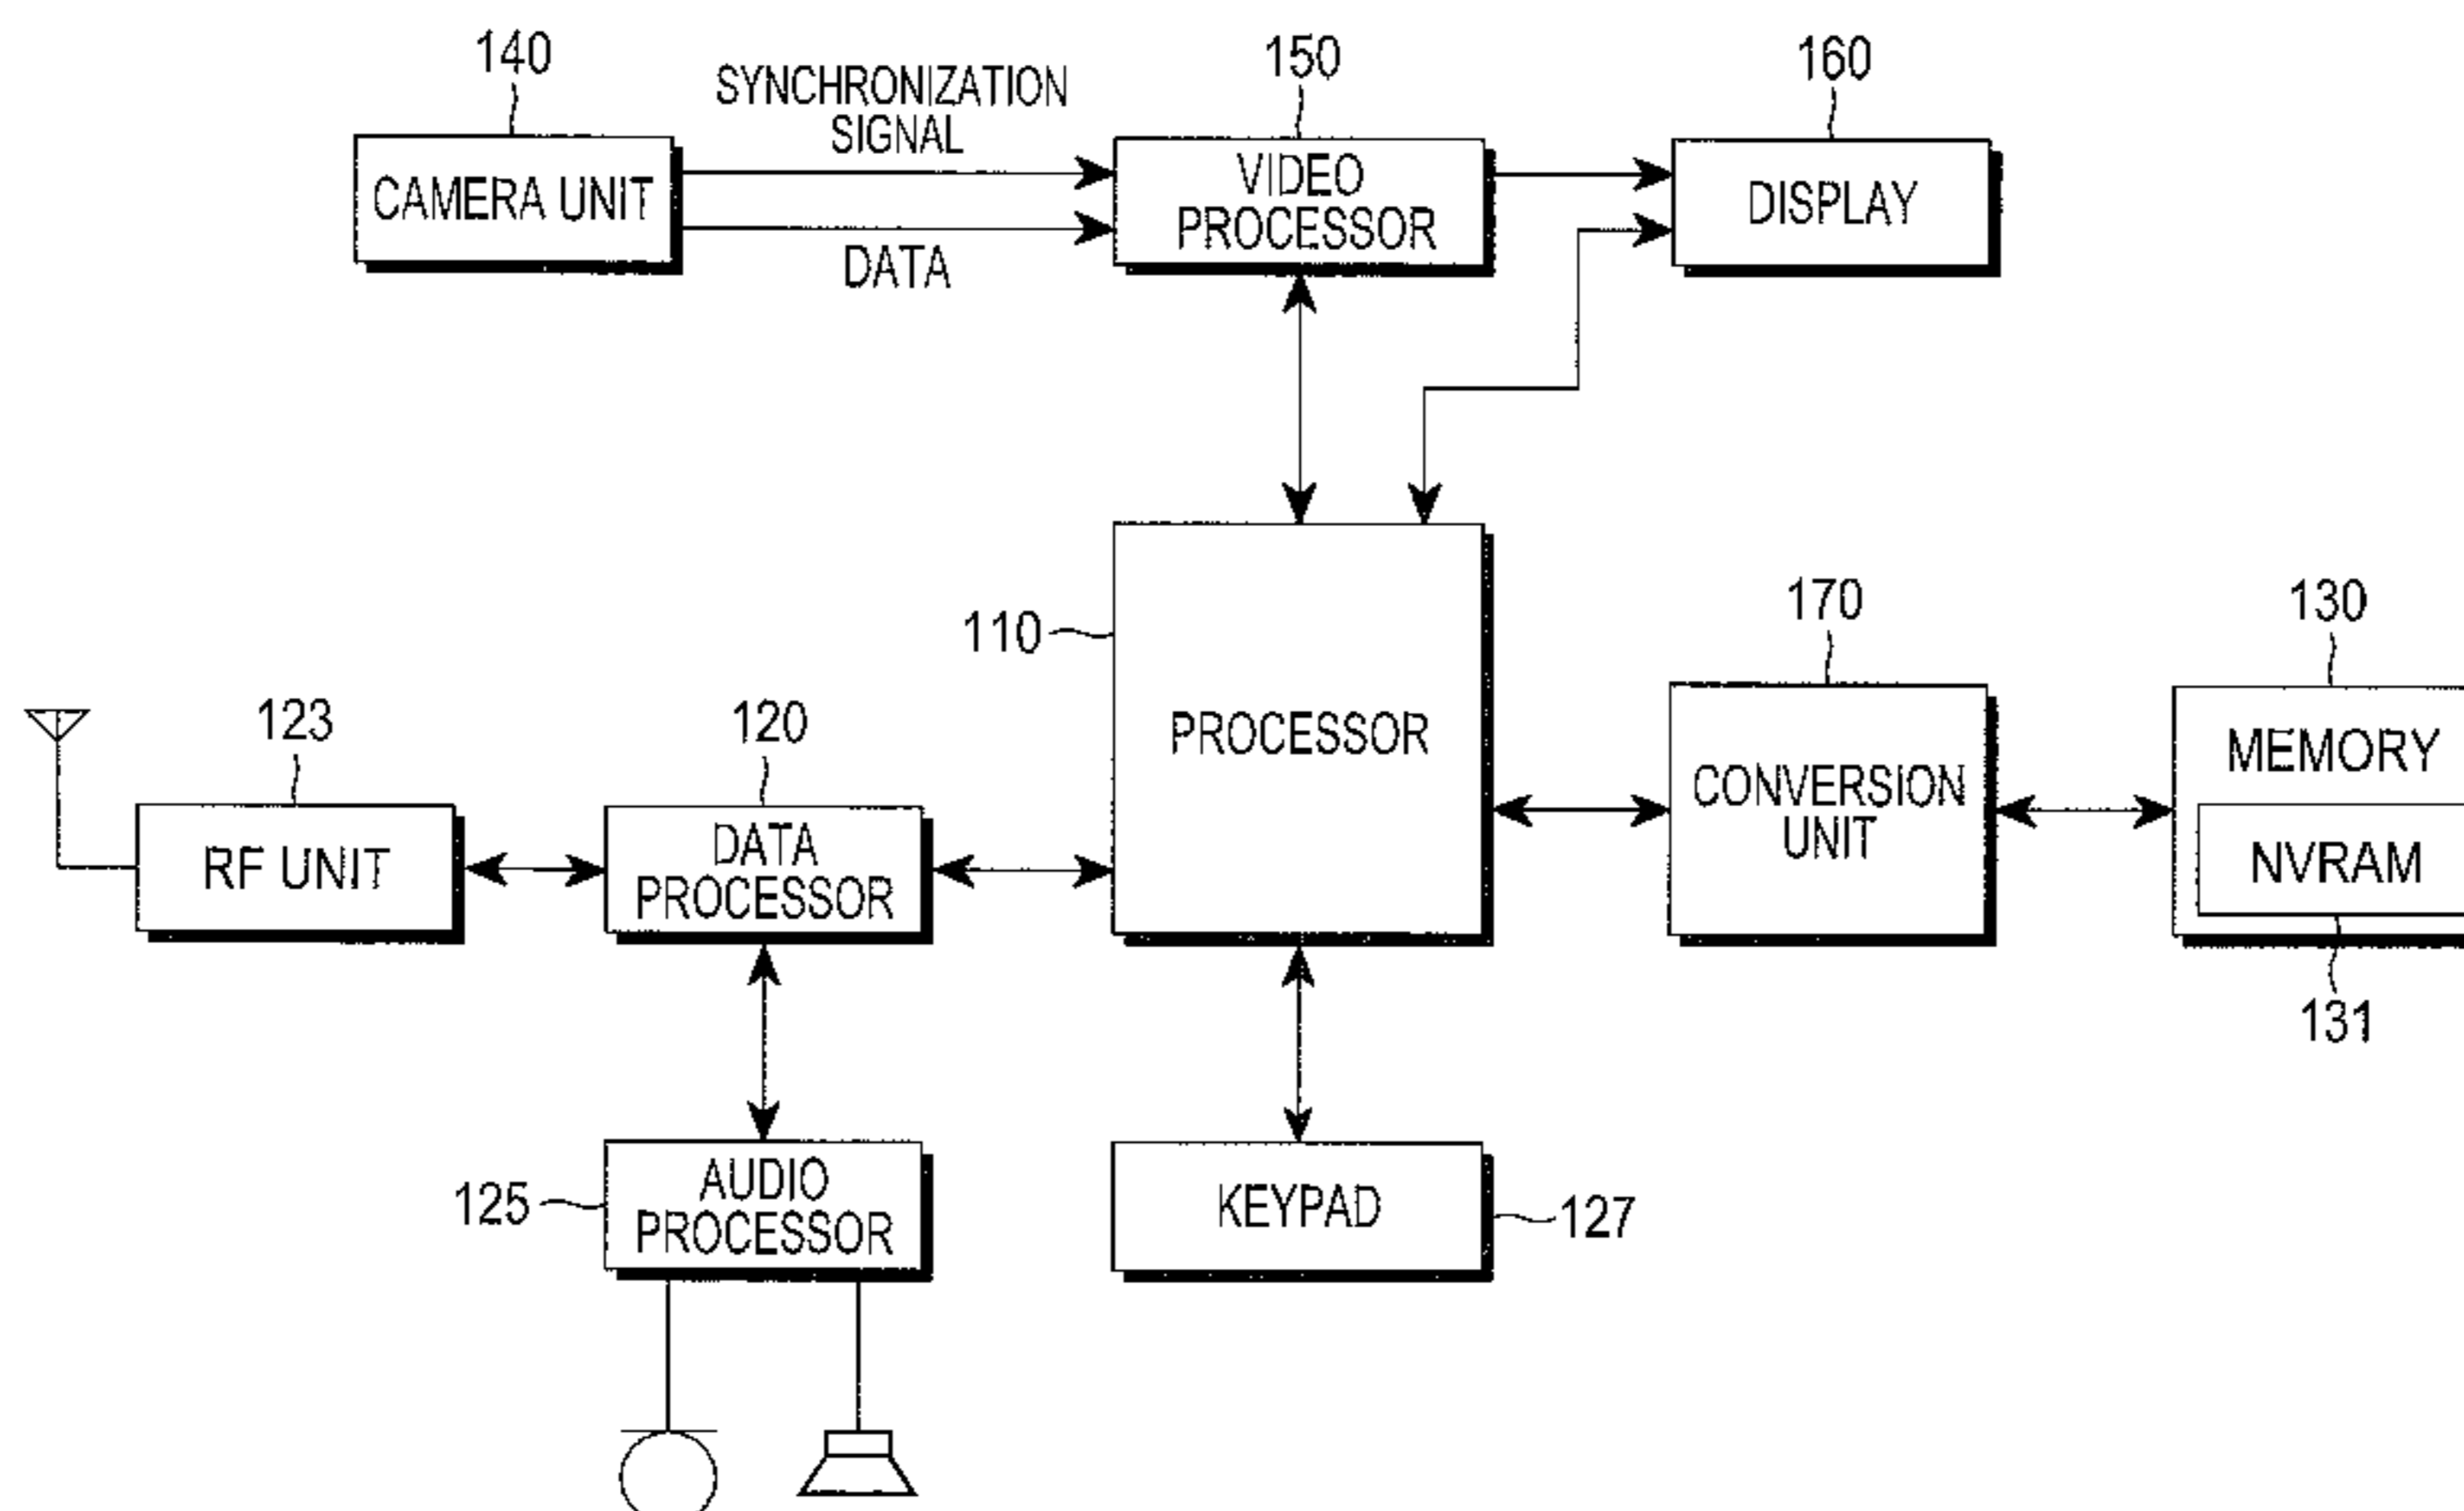 140
SYNCHRONIZATION
SIGNAL
150
160
CAMERA UNIT
VIDEO
PROCESSOR
DISPLAY
DATA
110
PROCESSOR
170
130
123
120
MEMORY
CONVERSION
UNIT
NVRAM
RF UNIT
DATA
PROCESSOR
131
125
AUDIO
PROCESSOR
KEYPAD
127